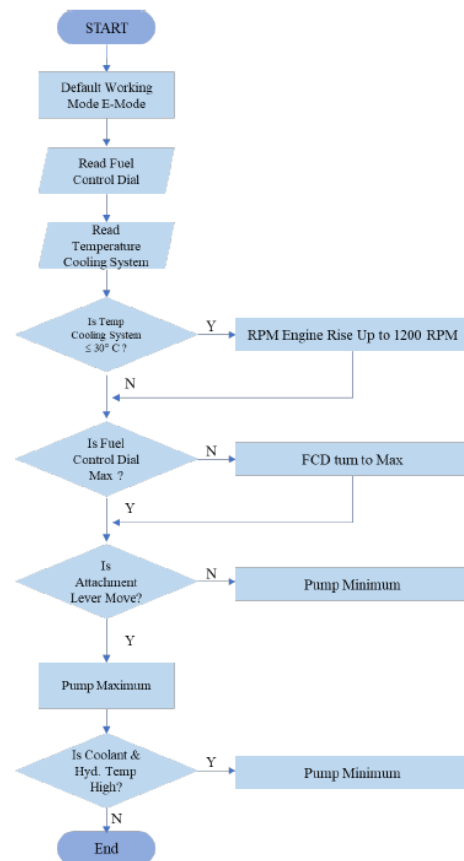 START
Default Working
Mode E-Mode
Read Fuel
Control Dial
Read
Temperature
Cooling System
Is Temp
Cooling System
≤ 30° C ?
Y
RPM Engine Rise Up to 1200 RPM
N
Is Fuel
Control Dial
Max ?
N
FCD turn to Max
Y
Is
Attachment
Lever Move?
N
Pump Minimum
Y
Pump Maximum
Is Coolant &
Hyd. Temp
High?
Y
Pump Minimum
N
End